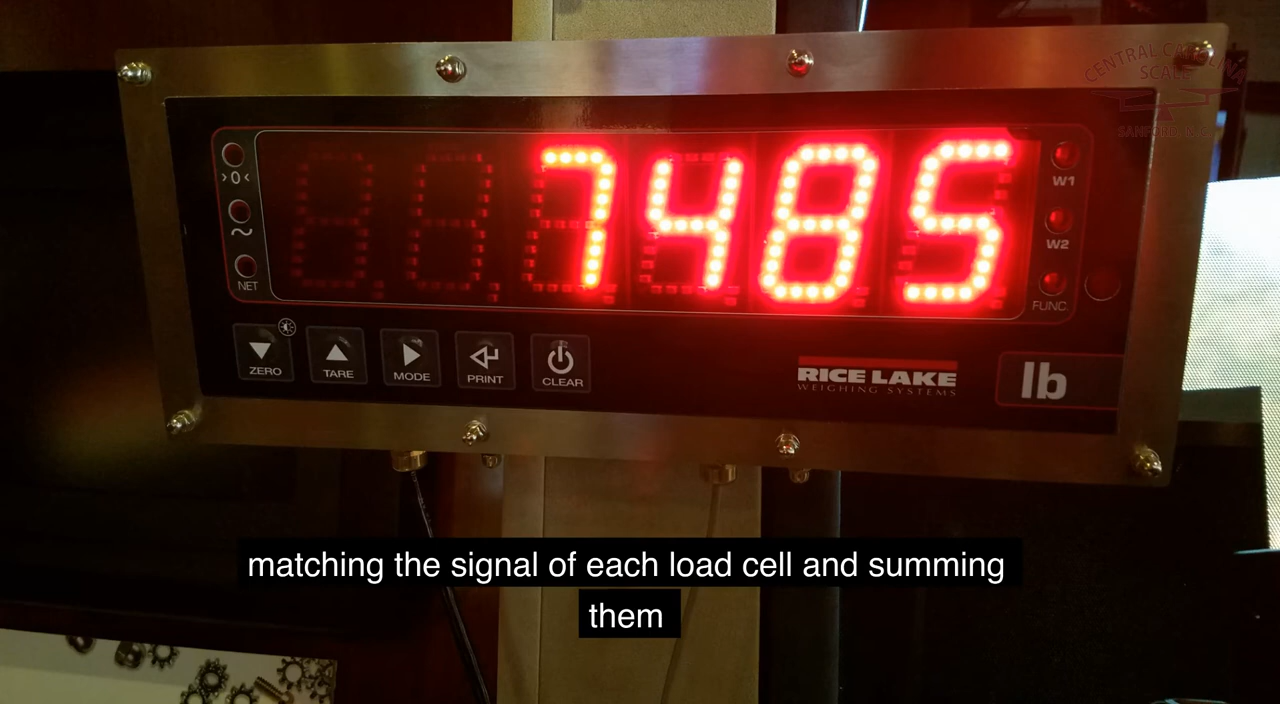 CENTRAL CAROLINA
SCALE
SANFORD, N.C.
>0<
~
NET
7485
W1
W2
FUNC.
ZERO
TARE
MODE
PRINT
CLEAR
RICE LAKE
WEIGHING SYSTEMS
lb
matching the signal of each load cell and summing
them